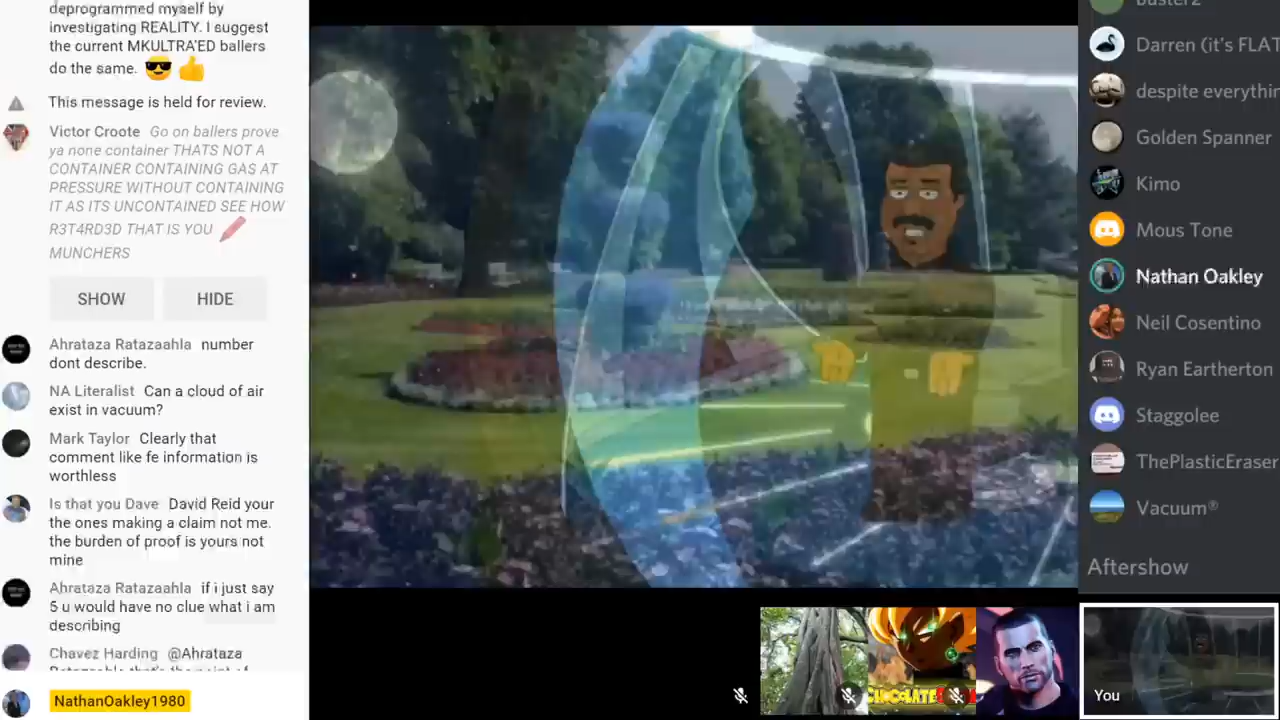 deprogrammed myself by
investigating REALITY. I suggest
the current MKULTRA'ED ballers
do the same.
This message is held for review.
Victor Croote Go on ballers prove
ya none container THATS NOT A
CONTAINER CONTAINING GAS AT
PRESSURE WITHOUT CONTAINING
IT AS ITS UNCONTAINED SEE HOW
R3T4RD3D THAT IS YOU
MUNCHERS
SHOW HIDE
Ahrataza Ratazaahla number
dont describe.
NA Literalist Can a cloud of air
exist in vacuum?
Mark Taylor Clearly that
comment like fe information is
worthless
Is that you Dave David Reid your
the ones making a claim not me.
the burden of proof is yours not
mine
Ahrataza Ratazaahla if i just say
5 u would have no clue what i am
describing
Chavez Harding @Ahrataza
NathanOakley1980
buster2
Darren (it's FLAT
despite everythin
Golden Spanner
Kimo
Mous Tone
Nathan Oakley
Neil Cosentino
Ryan Eartherton
Staggolee
ThePlasticEraser
Vacuum®
Aftershow
You